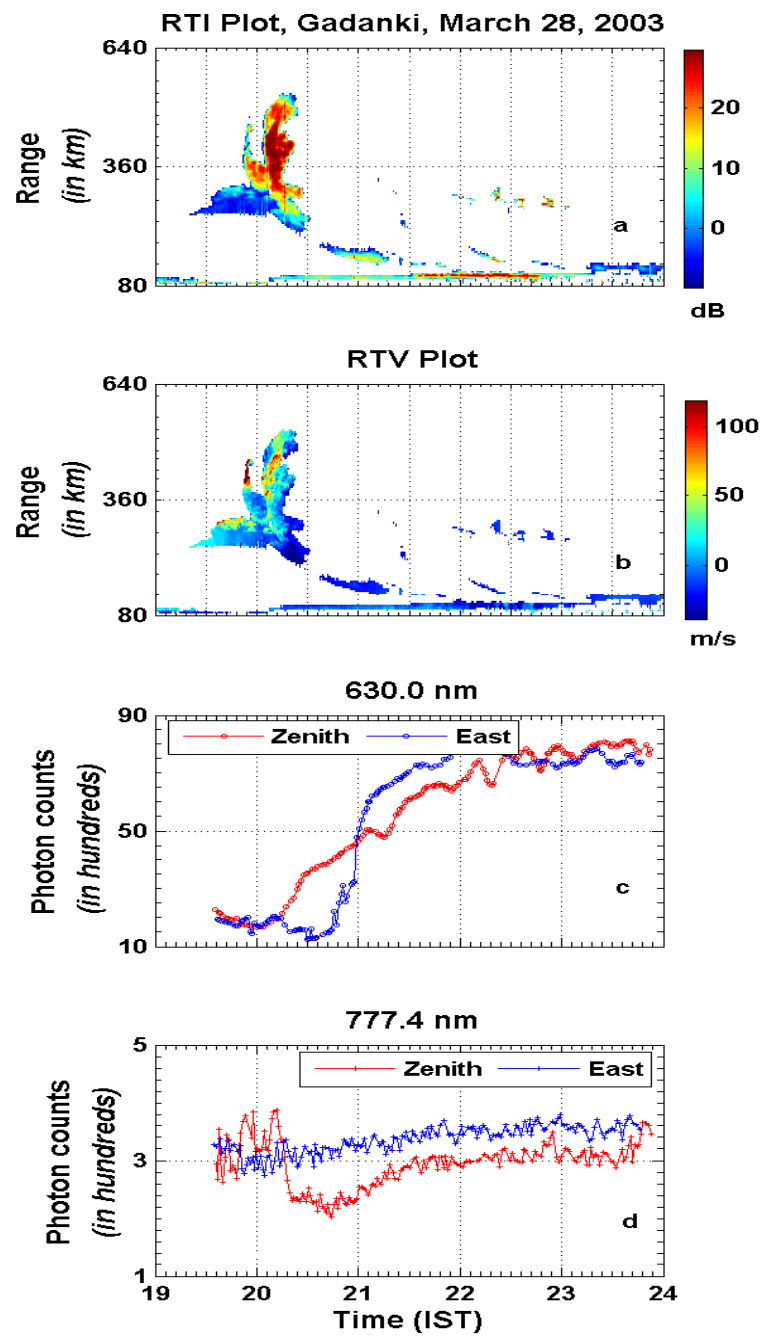 RTI Plot, Gadanki, March 28, 2003
640
360
80
Range
(in km)
a
20
10
0
dB
RTV Plot
640
360
80
Range
(in km)
b
100
50
0
m/s
630.0 nm
90
50
10
Photon counts
(in hundreds)
Zenith East
c
777.4 nm
5
3
1
Photon counts
(in hundreds)
Zenith East
d
19 20 21 22 23 24
Time (IST)